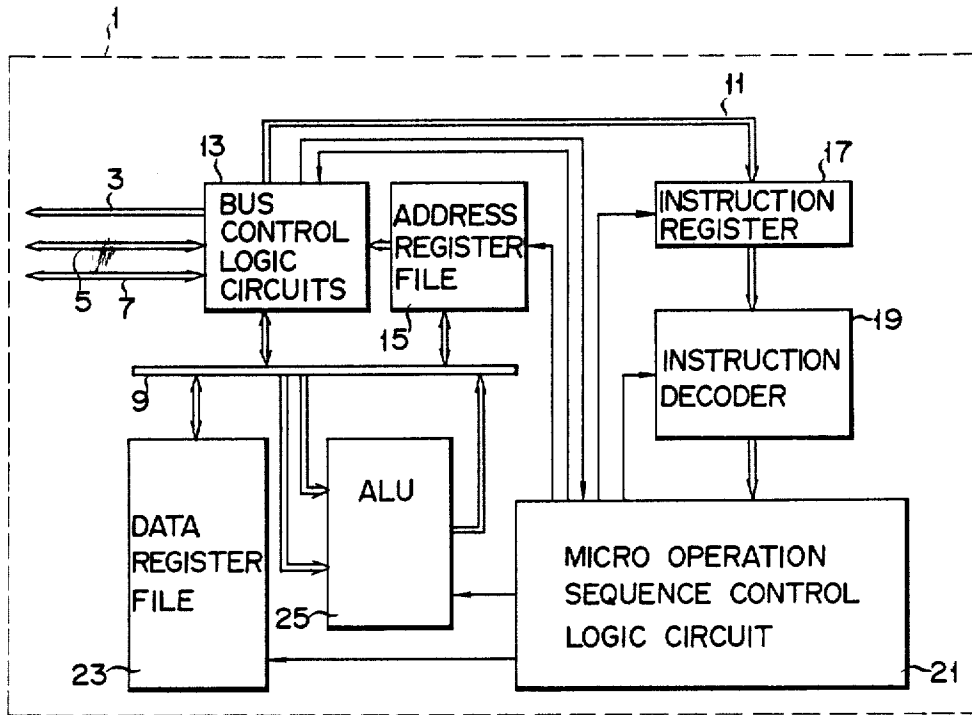 1
11
13
17
3
BUS
CONTROL
LOGIC
CIRCUITS
ADDRESS
REGISTER
FILE
INSTRUCTION
REGISTER
5
7
15
19
INSTRUCTION
DECODER
9
ALU
DATA
REGISTER
FILE
MICRO OPERATION
SEQUENCE CONTROL
LOGIC CIRCUIT
25
23
21